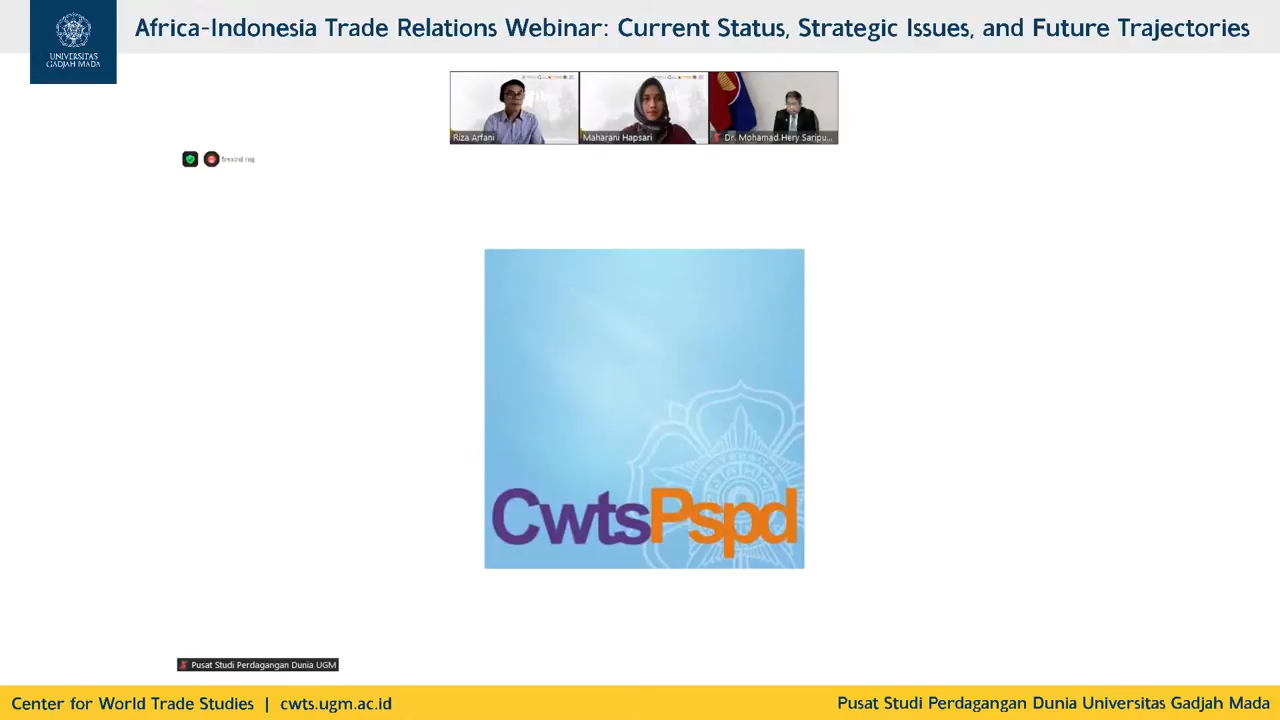 Africa-Indonesia Trade Relations Webinar: Current Status, Strategic Issues, and Future Trajectories
UNIVERSITAS
GADJAH MADA
Riza Arfani
Maharani Hapsari
Dr. Mohamad Hery Saripu...
CwtsPspd
Pusat Studi Perdagangan Dunia UGM
Center for World Trade Studies | cwts.ugm.ac.id
Pusat Studi Perdagangan Dunia Universitas Gadjah Mada